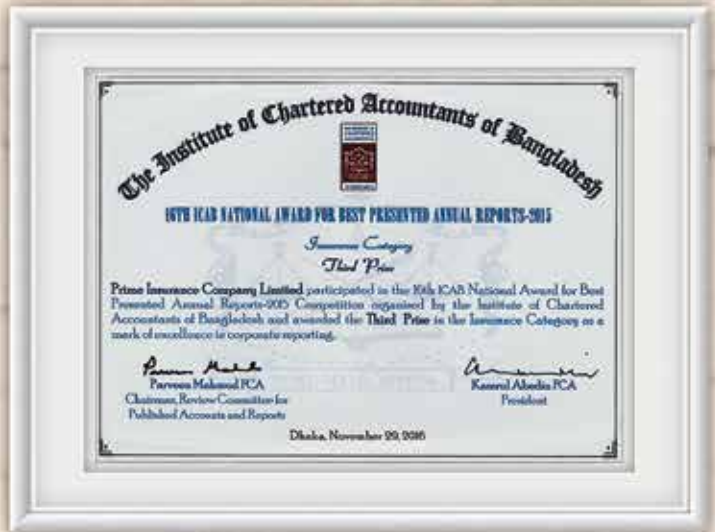 The Institute of Chartered Accountants of Bangladesh
16TH ICAB NATIONAL AWARD FOR BEST PRESENTED ANNUAL REPORTS-2015
Insurance Category
Third Prize
Prime Insurance Company Limited participated in the 16th ICAB National Award for Best
Presented Annual Reports-2015 Competition organised by the Institute of Chartered
Accountants of Bangladesh and awarded the Third Prize in the Insurance Category as a
mark of excellence in corporate reporting.
Parveen Mahmud FCA
Chairman, Review Committee for
Published Accounts and Reports
Kamrul Abedin FCA
President
Dhaka, November 29, 2016